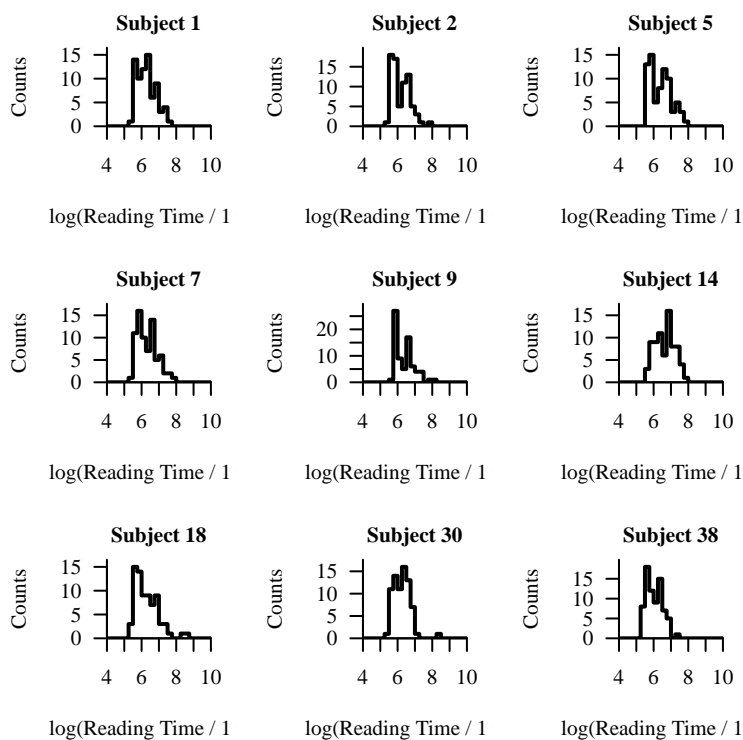 Subject 1
Counts
15
10
5
0
4 6 8 10
log(Reading Time / 1
Subject 2
Counts
15
10
5
0
4 6 8 10
log(Reading Time / 1
Subject 5
Counts
15
10
5
0
4 6 8 10
log(Reading Time / 1
Subject 7
Counts
15
10
5
0
4 6 8 10
log(Reading Time / 1
Subject 9
Counts
20
10
0
4 6 8 10
log(Reading Time / 1
Subject 14
Counts
15
10
5
0
4 6 8 10
log(Reading Time / 1
Subject 18
Counts
15
10
5
0
4 6 8 10
log(Reading Time / 1
Subject 30
Counts
15
10
5
0
4 6 8 10
log(Reading Time / 1
Subject 38
Counts
15
10
5
0
4 6 8 10
log(Reading Time / 1